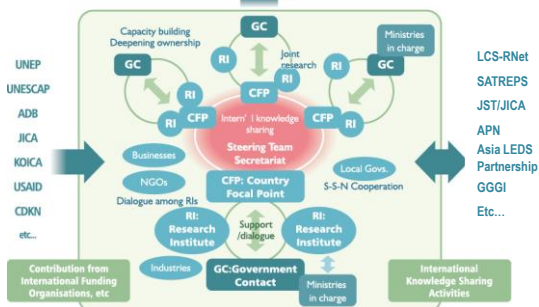 GC
Capacity building
Deepening ownership
Ministries
in charge
GC
RI
Joint
research
RI
RI
GC
CFP
RI
RI
RI
CFP
CFP
RI
Intern' l knowledge
sharing
Steering Team
Secretariat
UNEP
UNESCAP
ADB
JICA
KOICA
USAID
CDKN
etc...
LCS-RNet
SATREPS
JST/JICA
APN
Asia LEDS
Partnership
GGGI
Etc…
Businesses
NGOs
Dialogue among RIs
Local Govs.
S-S-N Cooperation
CFP: Country
Focal Point
RI:
Research
Institute
Support
/dialogue
RI:
Research
Institute
Industries
GC:Government
Contact
Ministries
in charge
Contribution from
International Funding
Organisations, etc
International
Knowledge Sharing
Activities